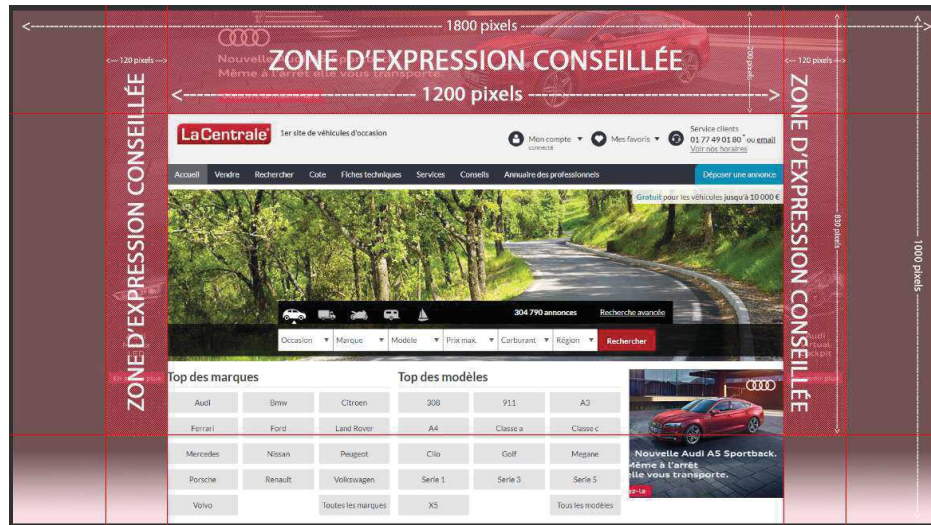 1800 pixels
Nouvelle Audi A5 Sportback.
Même à l'arrêt elle vous transporte.
ZONE D'EXPRESSION CONSEILLÉE
1200 pixels
200 pixels
120 pixels
ZONE D'EXPRESSION CONSEILLÉE
120 pixels
ZONE D'EXPRESSION CONSEILLÉE
830 pixels
1000 pixels
LaCentrale
1er site de véhicules d'occasion
Mon compte
connecté
Mes favoris
Service clients
01 77 49 01 80 ou email
Voir nos horaires
Accueil Vendre Rechercher Cote Fiches techniques Services Conseils Annuaire des professionnels Déposer une annonce
Gratuit pour les véhicules jusqu'à 10 000 €
304 790 annonces Recherche avancée
Occasion Marque Modèle Prix max. Carburant Région Rechercher
Top des marques Top des modèles
Audi Bmw Citroen 308 911 A3
Ferrari Ford Land Rover A4 Classe a Classe c
Mercedes Nissan Peugeot Clio Golf Megane
Porsche Renault Volkswagen Serie 1 Serie 3 Serie 5
Volvo Toutes les marques X5 Tous les modèles
Nouvelle Audi A5 Sportback.
Même à l'arrêt
elle vous transporte.